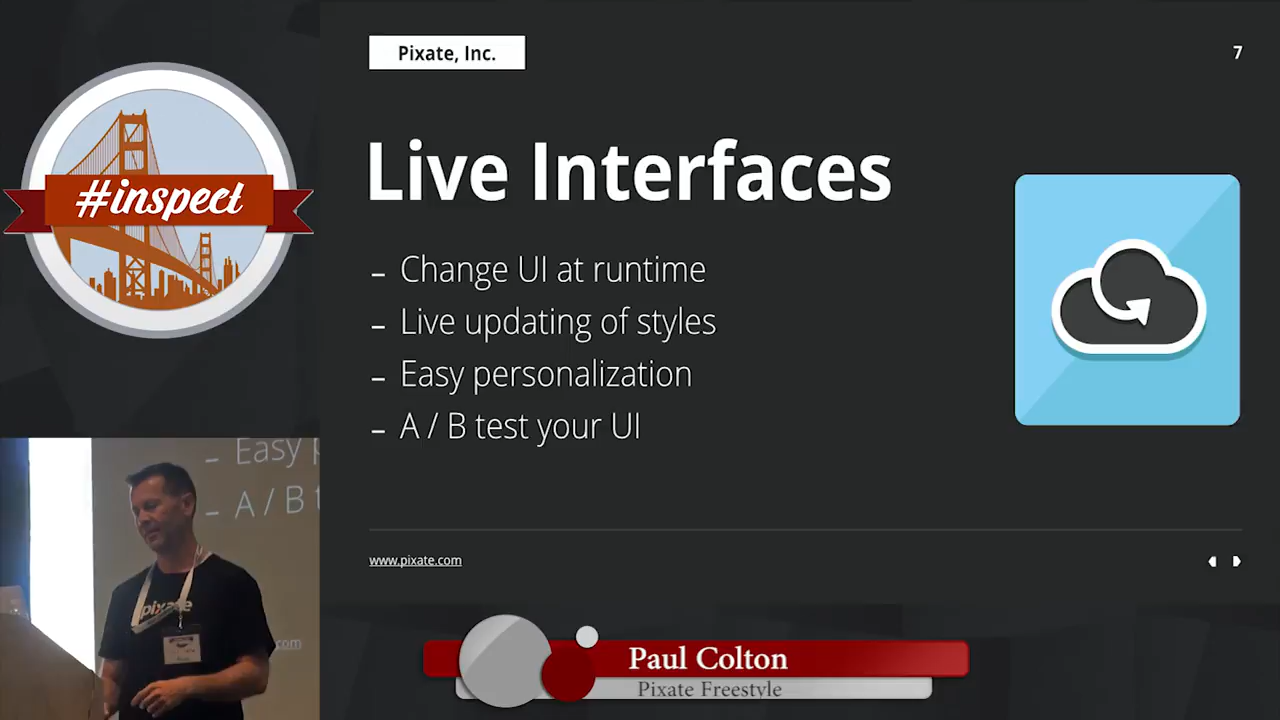 Pixate, Inc.
7
#inspect
Live Interfaces
– Change UI at runtime
– Live updating of styles
– Easy personalization
– A / B test your UI
Easy p
– A / B t
pixate
com
www.pixate.com
Paul Colton
Pixate Freestyle